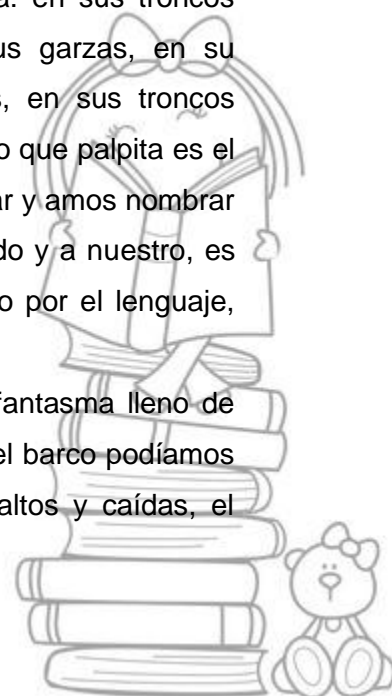 a: en sus troncos
us garzas, en su
s, en sus troncos
o que palpita es el
ar y amos nombrar
do y a nuestro, es
o por el lenguaje,
fantasma lleno de
el barco podíamos
altos y caídas, el